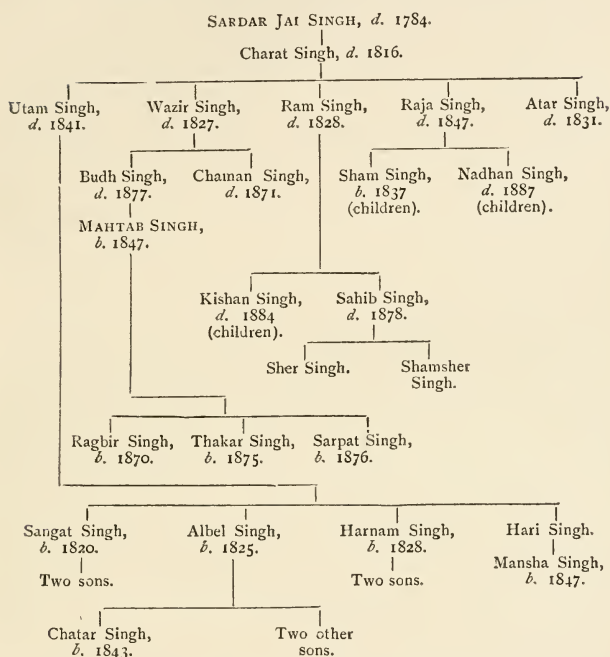 SARDAR JAI SINGH, d. 1784.
Charat Singh, d. 1816.
Utam Singh,
d. 1841.
Wazir Singh,
d. 1827.
Ram Singh,
d. 1828.
Raja Singh,
d. 1847.
Atar Singh,
d. 1831.
Budh Singh,
d. 1877.
Chaman Singh,
d. 1871.
Sham Singh,
b. 1837
(children).
Nadhan Singh,
d. 1887
(children).
MAHTAB SINGH,
b. 1847.
Kishan Singh,
d. 1884
(children).
Sahib Singh,
d. 1878.
Sher Singh.
Shamsher
Singh.
Ragbir Singh,
b. 1870.
Thakar Singh,
b. 1875.
Sarpat Singh,
b. 1876.
Sangat Singh,
b. 1820.
Albel Singh,
b. 1825.
Harnam Singh,
b. 1828.
Hari Singh.
Two sons.
Two sons.
Mansha Singh,
b. 1847.
Chatar Singh,
b. 1843.
Two other
sons.